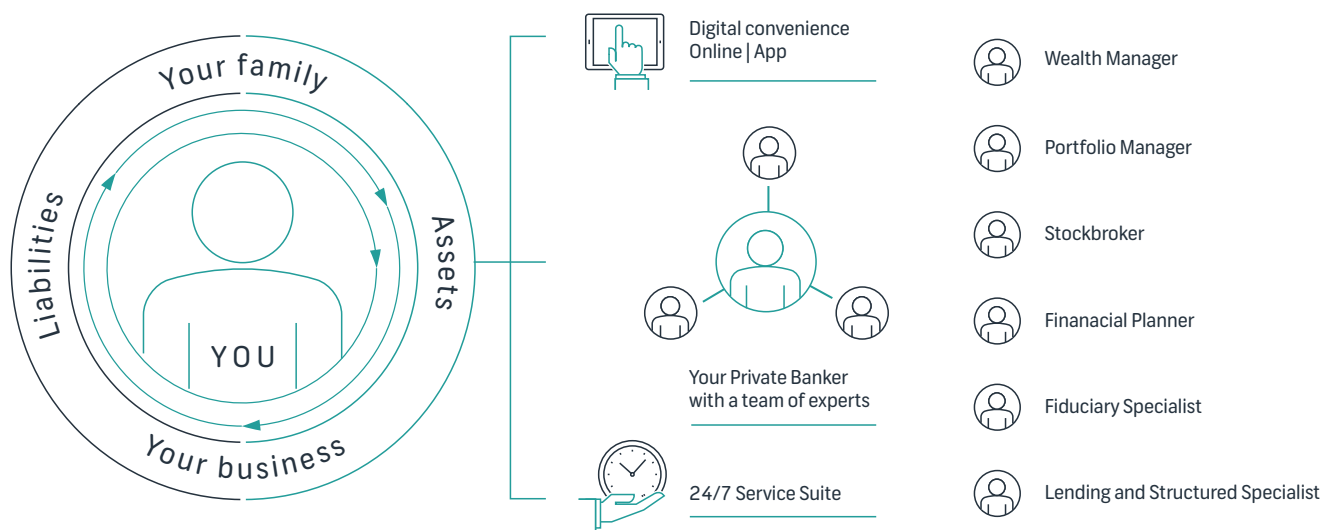 Your family
Liabilities
Assets
YOU
Your business
Digital convenience
Online | App
Your Private Banker
with a team of experts
24/7 Service Suite
Wealth Manager
Portfolio Manager
Stockbroker
Finanacial Planner
Fiduciary Specialist
Lending and Structured Specialist